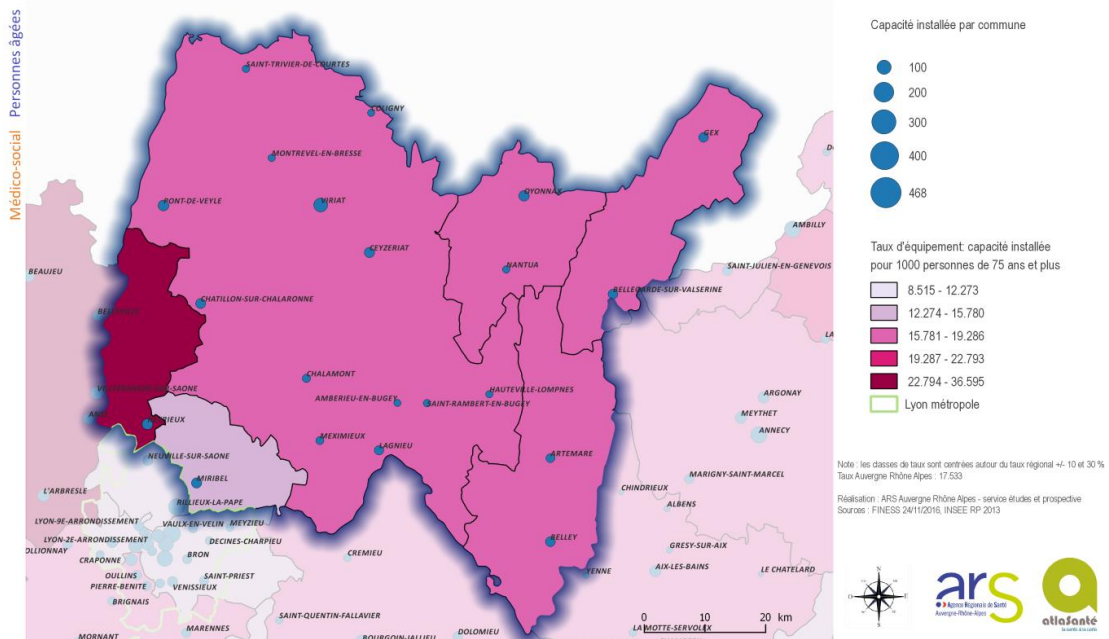 Médico-social Personnes âgées
SAINT-TRIVIER-DE-COURTES
COLIGNY
MONTREVEL-EN-BRESSE
GEX
PONT-DE-VEYLE
VIRIAT
OYONNAX
AMBILLY
CEYZERIAT
NANTUA
SAINT-JULIEN-EN-GENEVOIS
BEAUJEU
BELLEGARDE-SUR-VALSERINE
CHATILLON-SUR-CHALARONNE
CHALAMONT
HAUTEVILLE-LOMPNES
AMBERIEU-EN-BUGEY
SAINT-RAMBERT-EN-BUGEY
ARGONAY
MEYTHET
ANNECY
MEXIMIEUX
LAGNIEU
NEUVILLE-SUR-SAONE
ARTEMARE
MIRIBEL
MARIGNY-SAINT-MARCEL
L'ARBRESLE
CHINDRIEUX
RILLIEUX-LA-PAPE
ALBENS
LYON-9E-ARRONDISSEMENT
VAULX-EN-VELIN
MEYZIEU
LYON-2E-ARRONDISSEMENT
DECINES-CHARPIEU
BELLEY
OLLIONNAY
CRAPONNE
BRON
CREMIEU
GRESY-SUR-AIX
OULLINS
SAINT-PRIEST
YENNE
AIX-LES-BAINS
LE CHATELARD
PIERRE-BENITE
VENISSIEUX
BRIGNAIS
SAINT-QUENTIN-FALLAVIER
MARENNES
MORNANT
BOURGOIN-JALLIEU
DOLOMIEU
LA-MOTTE-SERVOLEX
0 10 20 km
Capacité installée par commune
100
200
300
400
468
Taux d'équipement: capacité installée
pour 1000 personnes de 75 ans et plus
8.515 - 12.273
12.274 - 15.780
15.781 - 19.286
19.287 - 22.793
22.794 - 36.595
Lyon métropole
Note : les classes de taux sont centrées autour du taux régional +/- 10 et 30 %
Taux Auvergne Rhône Alpes : 17.533
Réalisation : ARS Auvergne Rhône Alpes - service études et prospective
Sources : FINESS 24/11/2016, INSEE RP 2013
ars
Agence Régionale de Santé
Auvergne-Rhône-Alpes
atlaSanté